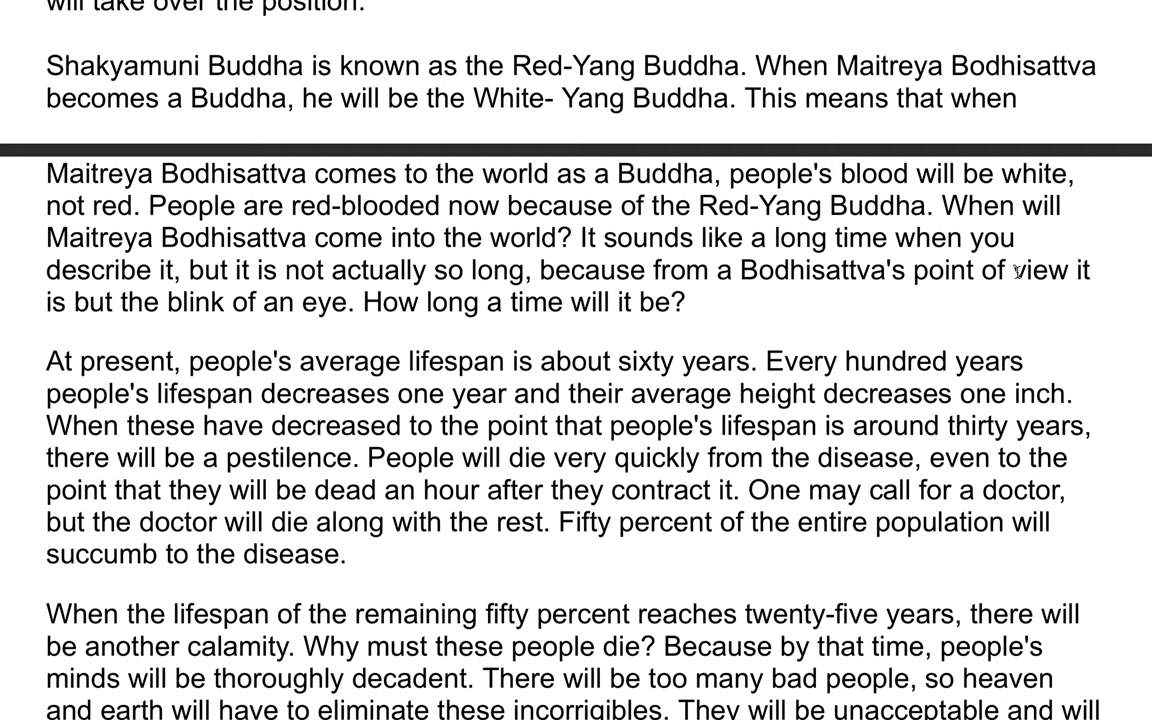 will take over the position.
Shakyamuni Buddha is known as the Red-Yang Buddha. When Maitreya Bodhisattva
becomes a Buddha, he will be the White- Yang Buddha. This means that when
Maitreya Bodhisattva comes to the world as a Buddha, people's blood will be white,
not red. People are red-blooded now because of the Red-Yang Buddha. When will
Maitreya Bodhisattva come into the world? It sounds like a long time when you
describe it, but it is not actually so long, because from a Bodhisattva's point of view it
is but the blink of an eye. How long a time will it be?
At present, people's average lifespan is about sixty years. Every hundred years
people's lifespan decreases one year and their average height decreases one inch.
When these have decreased to the point that people's lifespan is around thirty years,
there will be a pestilence. People will die very quickly from the disease, even to the
point that they will be dead an hour after they contract it. One may call for a doctor,
but the doctor will die along with the rest. Fifty percent of the entire population will
succumb to the disease.
When the lifespan of the remaining fifty percent reaches twenty-five years, there will
be another calamity. Why must these people die? Because by that time, people's
minds will be thoroughly decadent. There will be too many bad people, so heaven
and earth will have to eliminate these incorrigibles. They will be unacceptable and will